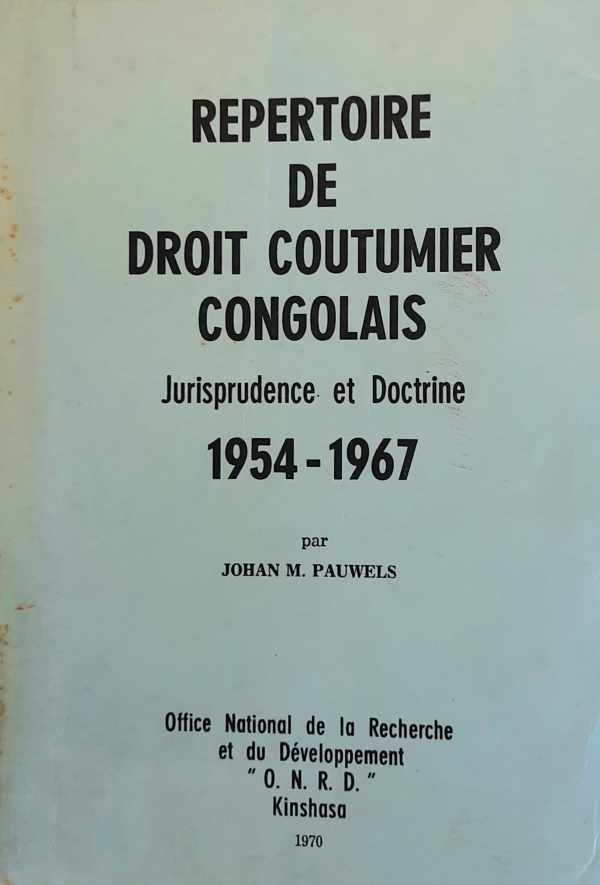 REPERTOIRE
DE
DROIT COUTUMIER
CONGOLAIS
Jurisprudence et Doctrine
1954-1967
par
JOHAN M. PAUWELS
Office National de la Recherche
et du Développement
" O. N. R. D. "
Kinshasa
1970